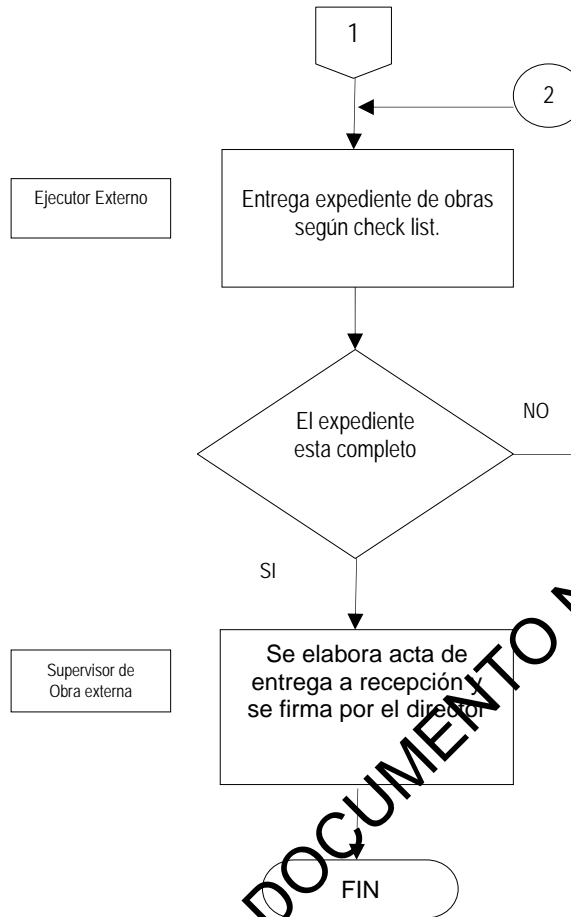 1
2
Ejecutor Externo
Entrega expediente de obras
según check list.
El expediente
esta completo
NO
SI
Supervisor de
Obra externa
Se elabora acta de
entrega a recepción y
se firma por el director
FIN
DOCUMENTO